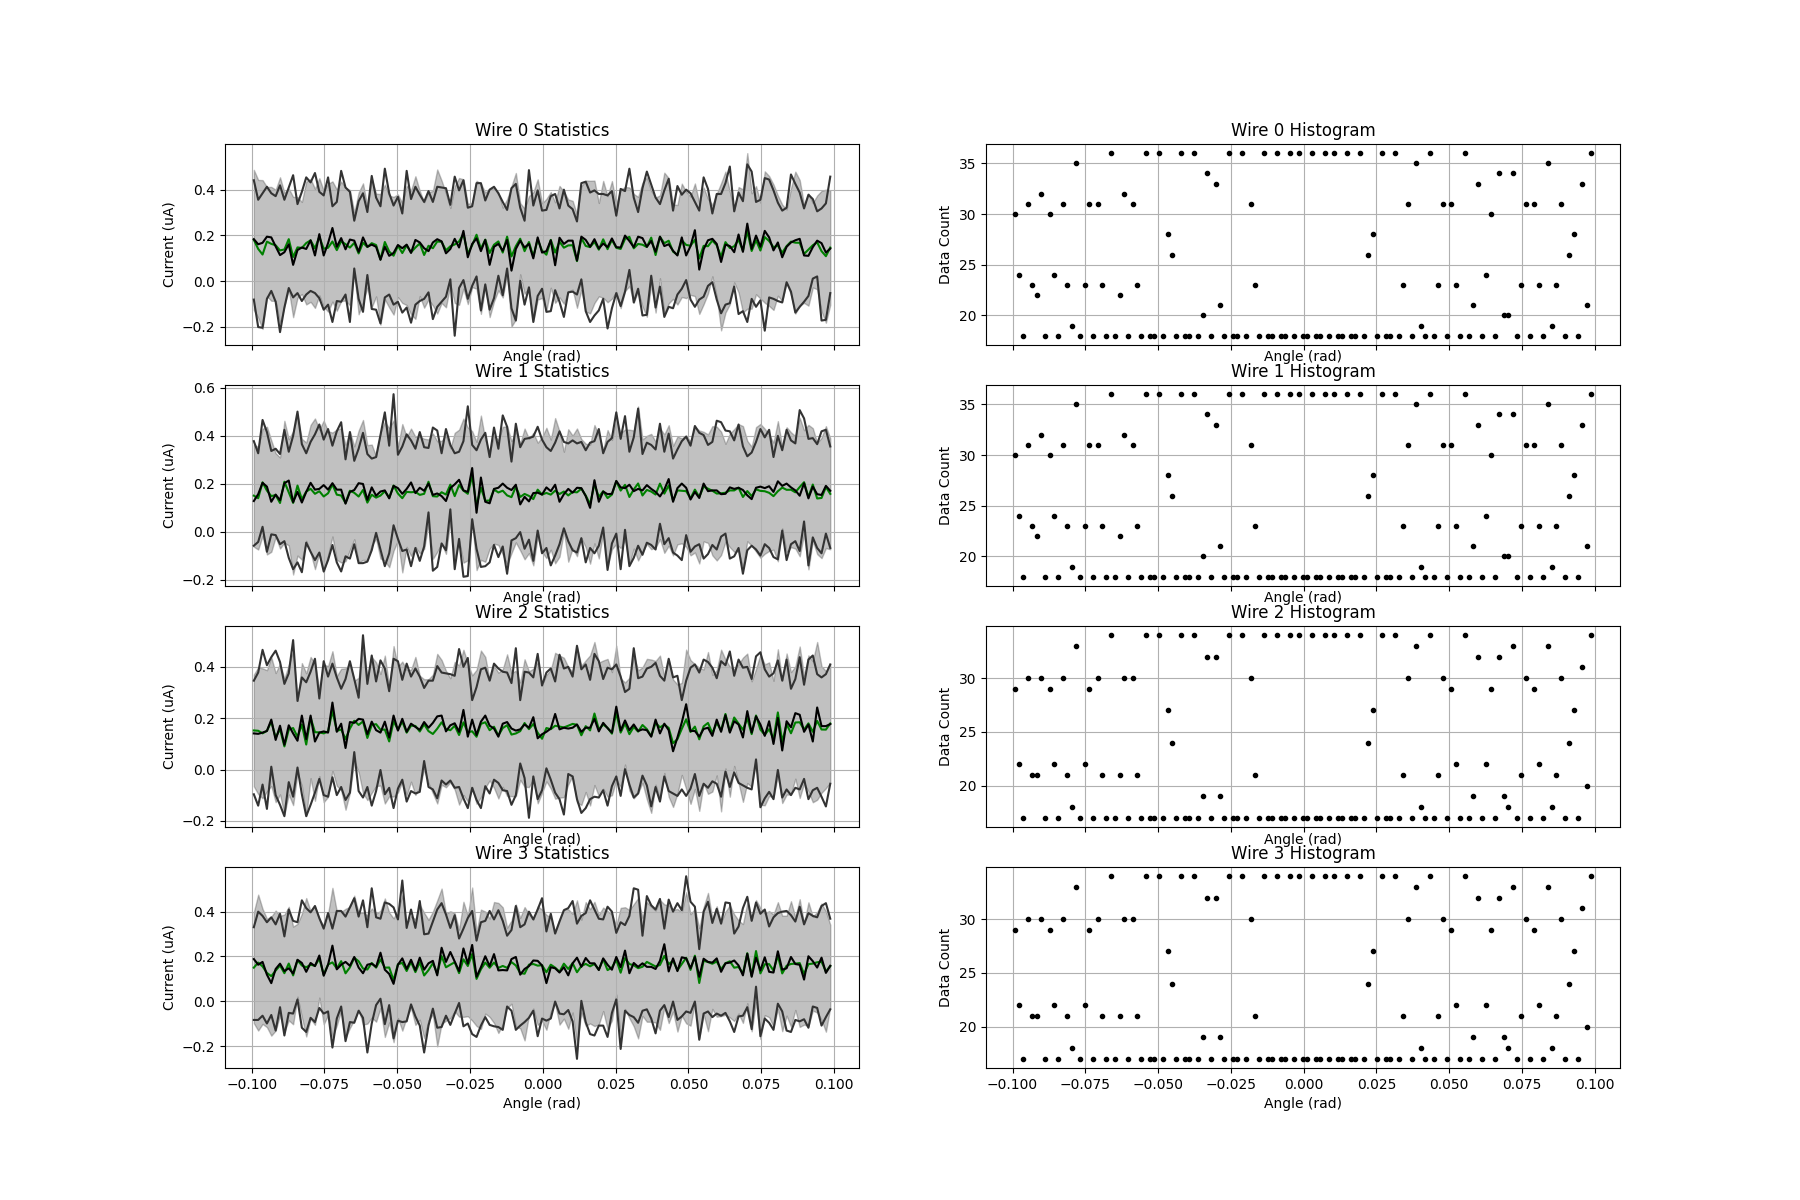 Wire 0 Statistics
Current (uA)
0.4
0.2
0.0
−0.2
Angle (rad)
Wire 0 Histogram
Data Count
35
30
25
20
Angle (rad)
Wire 1 Statistics
Current (uA)
0.6
0.4
0.2
0.0
−0.2
Angle (rad)
Wire 1 Histogram
Data Count
35
30
25
20
Angle (rad)
Wire 2 Statistics
Current (uA)
0.4
0.2
0.0
−0.2
Angle (rad)
Wire 2 Histogram
Data Count
30
25
20
Angle (rad)
Wire 3 Statistics
Current (uA)
0.4
0.2
0.0
−0.2
−0.100 −0.075 −0.050 −0.025 0.000 0.025 0.050 0.075 0.100
Angle (rad)
Wire 3 Histogram
Data Count
30
25
20
−0.100 −0.075 −0.050 −0.025 0.000 0.025 0.050 0.075 0.100
Angle (rad)